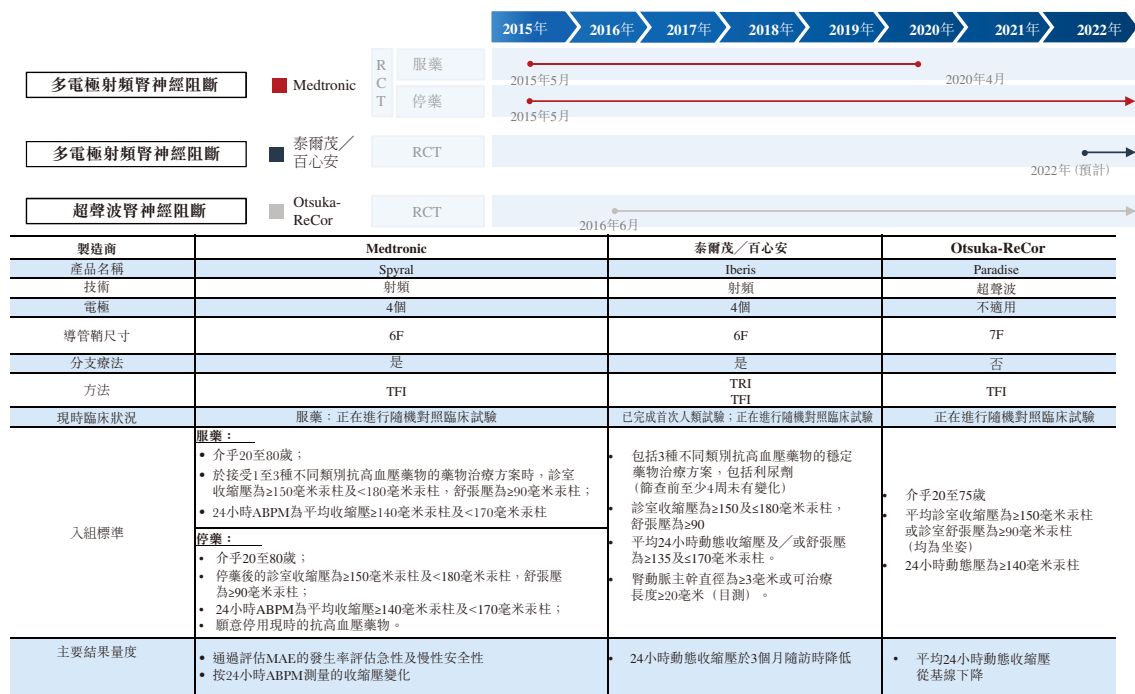 2015年 2016年 2017年 2018年 2019年 2020年 2021年 2022年
多電極射頻腎神經阻斷
Medtronic
RCT
服藥
2015年5月
2020年4月
停藥
2015年5月
多電極射頻腎神經阻斷
泰爾茂／
百心安
RCT
2022年 (預計)
超聲波腎神經阻斷
Otsuka-
ReCor
RCT
2016年6月
製造商 Medtronic 泰爾茂／百心安 Otsuka-ReCor
產品名稱 Spyral Iberis Paradise
技術 射頻 射頻 超聲波
電極 4個 4個 不適用
導管鞘尺寸 6F 6F 7F
分支療法 是 是 否
方法 TFI TRI TFI
TFI
現時臨床狀況 服藥：正在進行隨機對照臨床試驗 已完成首次人類試驗；正在進行隨機對照臨床試驗 正在進行隨機對照臨床試驗
入組標準
服藥：
• 介乎20至80歲；
• 於接受1至3種不同類別抗高血壓藥物的藥物治療方案時，診室
收縮壓為≥150毫米汞柱及<180毫米汞柱，舒張壓為≥90毫米汞柱；
• 24小時ABPM為平均收縮壓≥140毫米汞柱及<170毫米汞柱
停藥：
• 介乎20至80歲；
• 停藥後的診室收縮壓為≥150毫米汞柱及<180毫米汞柱，舒張壓
為≥90毫米汞柱；
• 24小時ABPM為平均收縮壓≥140毫米汞柱及<170毫米汞柱；
• 願意停用現時的抗高血壓藥物。
• 包括3種不同類別抗高血壓藥物的穩定
藥物治療方案，包括利尿劑
(篩查前至少4周未有變化)
• 診室收縮壓為≥150及≤180毫米汞柱，
舒張壓為≥90
• 平均24小時動態收縮壓及／或舒張壓
為≥135及≤170毫米汞柱。
• 腎動脈主幹直徑為≥3毫米或可治療
長度≥20毫米（目測）。
• 介乎20至75歲
• 平均診室收縮壓為≥150毫米汞柱
或診室舒張壓為≥90毫米汞柱
(均為坐姿)
• 24小時動態壓為≥140毫米汞柱
主要結果量度
• 通過評估MAE的發生率評估急性及慢性安全性
• 按24小時ABPM測量的收縮壓變化
• 24小時動態收縮壓於3個月隨訪時降低
• 平均24小時動態收縮壓
從基線下降